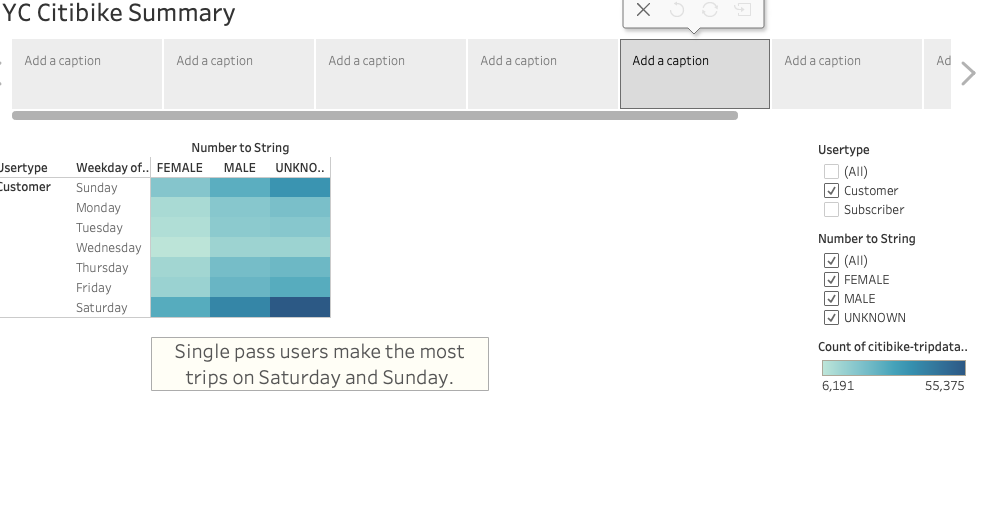 YC Citibike Summary
Add a caption
Add a caption
Add a caption
Add a caption
Add a caption
Add a caption
Ad
Number to String
Usertype
Weekday of..
FEMALE
MALE
UNKNO..
Customer
Sunday
Monday
Tuesday
Wednesday
Thursday
Friday
Saturday
Single pass users make the most
trips on Saturday and Sunday.
Usertype
(All)
Customer
Subscriber
Number to String
(All)
FEMALE
MALE
UNKNOWN
Count of citibike-tripdata..
6,191
55,375